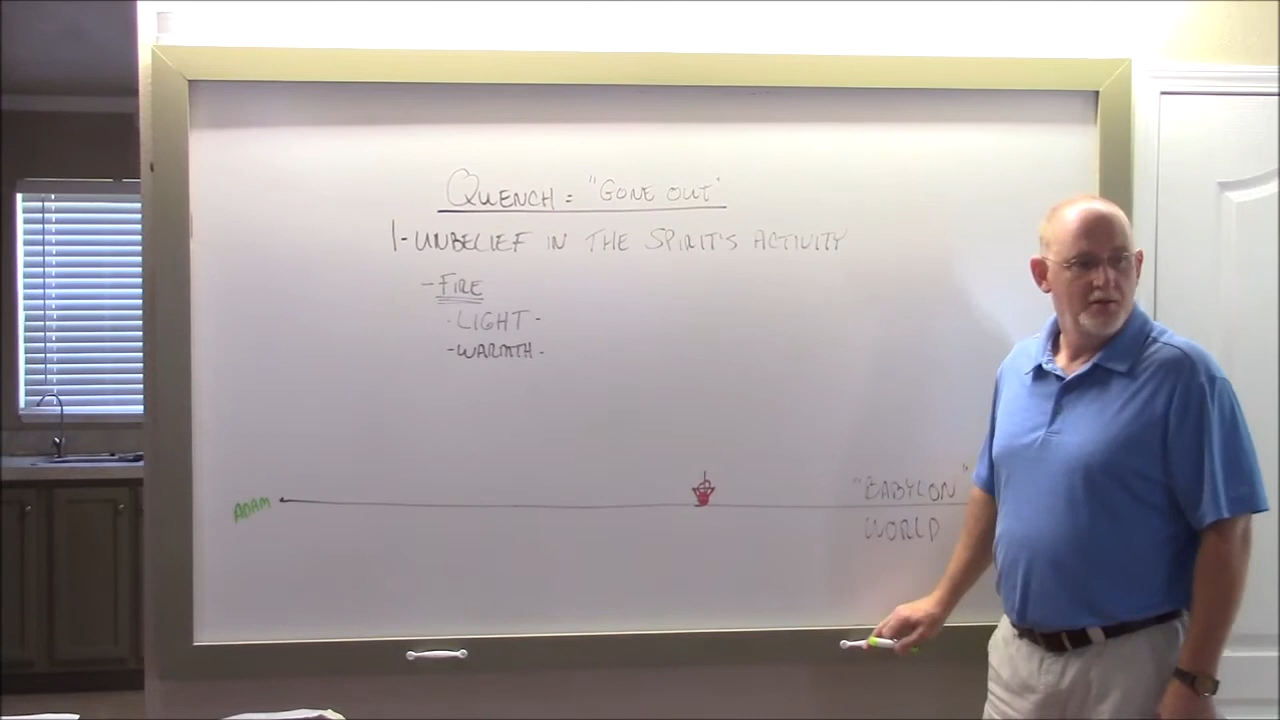 QUENCH = "GONE OUT"
1-UNBELIEF IN THE SPIRIT'S ACTIVITY
-FIRE
-LIGHT-
-WARMTH-
ADAM
"BABYLON"
WORLD